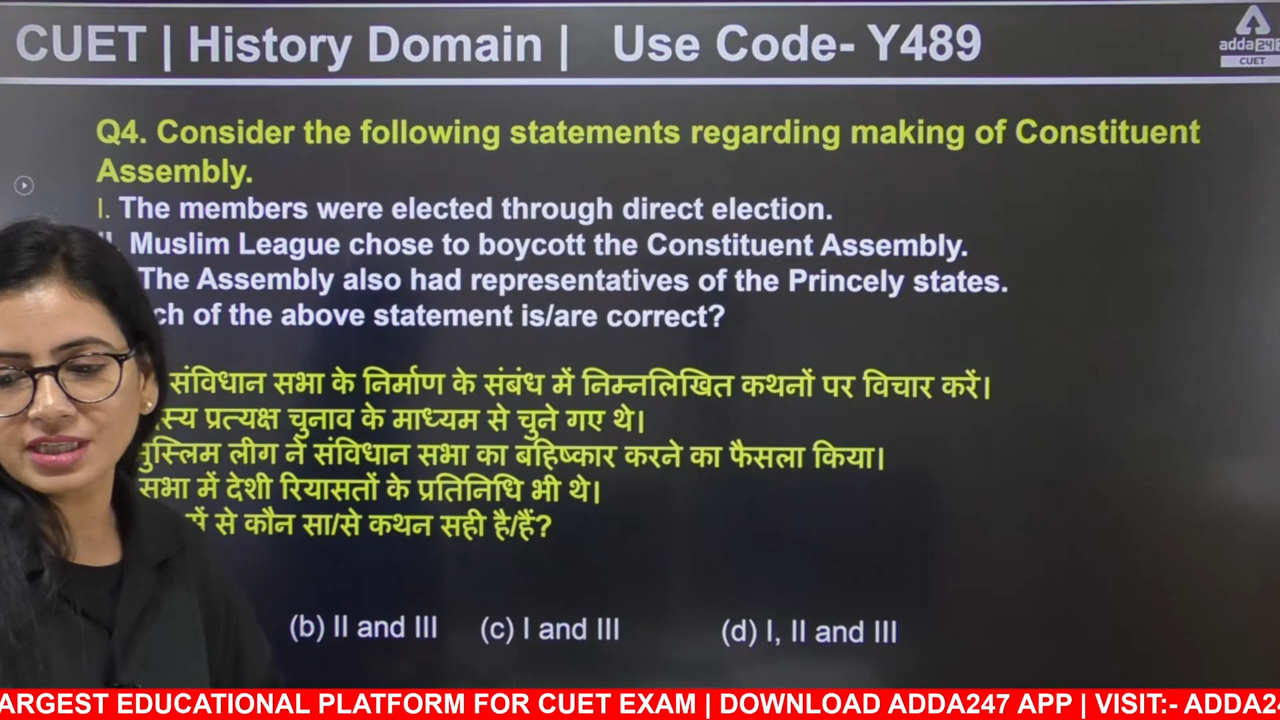 CUET | History Domain | Use Code- Y489
adda247
CUET
Q4. Consider the following statements regarding making of Constituent
Assembly.
I. The members were elected through direct election.
II. Muslim League chose to boycott the Constituent Assembly.
The Assembly also had representatives of the Princely states.
of the above statement is/are correct?
संविधान सभा के निर्माण के संबंध में निम्नलिखित कथनों पर विचार करें।
प्रत्यक्ष चुनाव के माध्यम से चुने गए थे।
लीग ने संविधान सभा का बहिष्कार करने का फैसला किया।
सभा में देशी रियासतों के प्रतिनिधि भी थे।
में से कौन सा/से कथन सही है/हैं?
(b) II and III (c) I and III (d) I, II and III
EDUCATIONAL PLATFORM FOR CUET EXAM | DOWNLOAD ADDA247 APP | VISIT:-